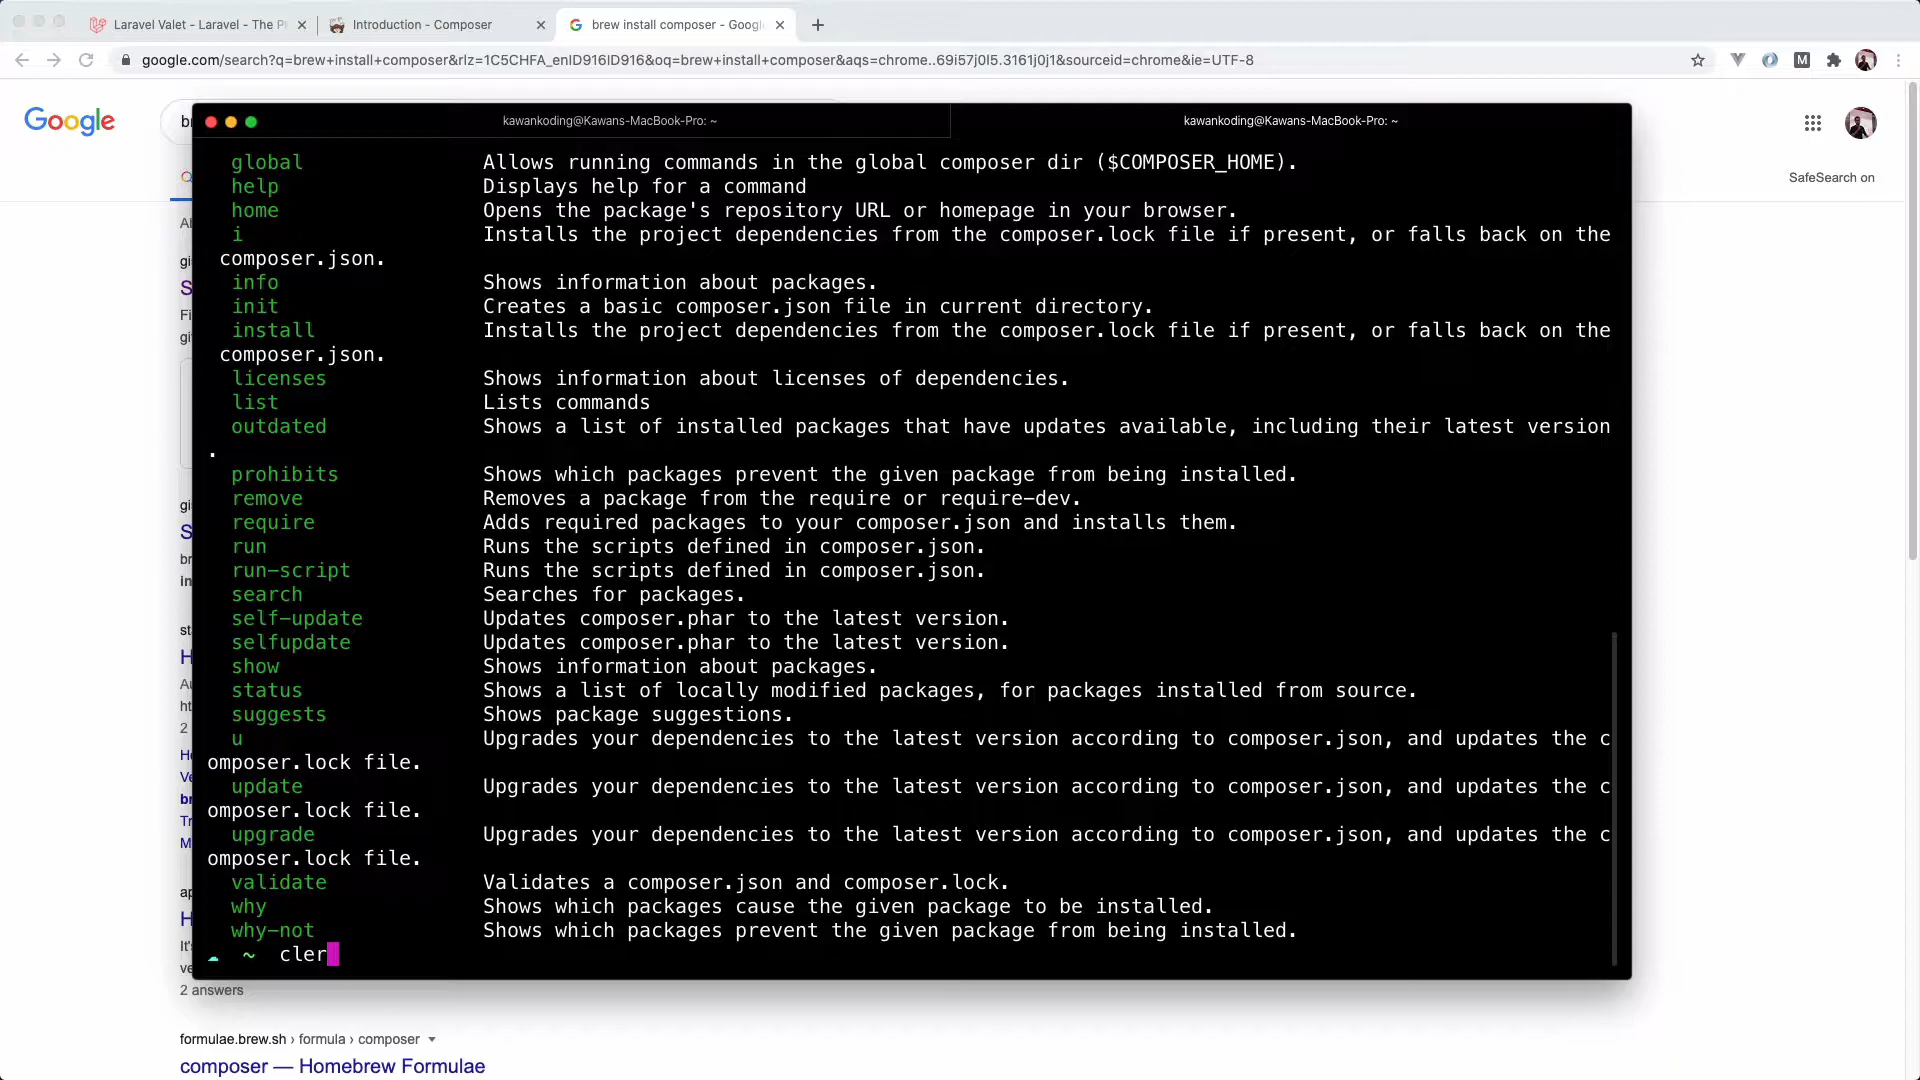 Laravel Valet - Laravel - The P
Introduction - Composer
brew install composer - Goog
google.com/search?q=brew+install+composer&rlz=1C5CHFA_enID916ID916&oq=brew+install+composer&aqs=chrome..69i57j0l5.3161j0j1&sourceid=chrome&ie=UTF-8
Google
br
kawankoding@Kawans-MacBook-Pro: ~
kawankoding@Kawans-MacBook-Pro: ~
SafeSearch on
global Allows running commands in the global composer dir ($COMPOSER_HOME).
help Displays help for a command
home Opens the package's repository URL or homepage in your browser.
i Installs the project dependencies from the composer.lock file if present, or falls back on the
composer.json.
info Shows information about packages.
init Creates a basic composer.json file in current directory.
install Installs the project dependencies from the composer.lock file if present, or falls back on the
composer.json.
licenses Shows information about licenses of dependencies.
list Lists commands
outdated Shows a list of installed packages that have updates available, including their latest version
.
prohibits Shows which packages prevent the given package from being installed.
remove Removes a package from the require or require-dev.
require Adds required packages to your composer.json and installs them.
run Runs the scripts defined in composer.json.
run-script Runs the scripts defined in composer.json.
search Searches for packages.
self-update Updates composer.phar to the latest version.
selfupdate Updates composer.phar to the latest version.
show Shows information about packages.
status Shows a list of locally modified packages, for packages installed from source.
suggests Shows package suggestions.
u Upgrades your dependencies to the latest version according to composer.json, and updates the c
omposer.lock file.
update Upgrades your dependencies to the latest version according to composer.json, and updates the c
omposer.lock file.
upgrade Upgrades your dependencies to the latest version according to composer.json, and updates the c
omposer.lock file.
validate Validates a composer.json and composer.lock.
why Shows which packages cause the given package to be installed.
why-not Shows which packages prevent the given package from being installed.
~ cler
2 answers
formulae.brew.sh › formula › composer
composer — Homebrew Formulae